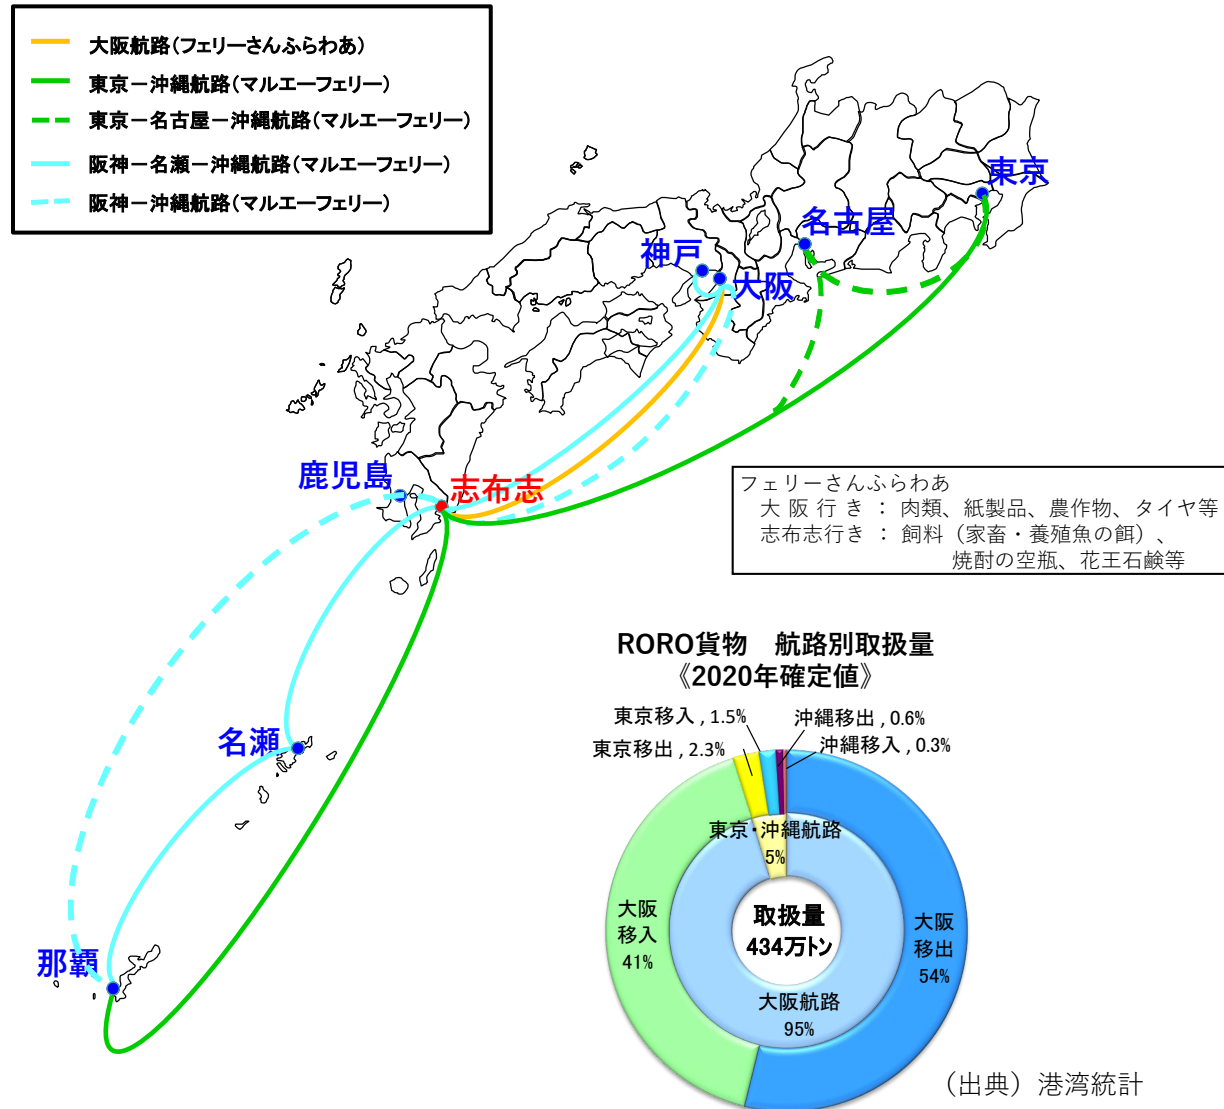 大阪航路(フェリーさんふらわあ)
東京－沖縄航路(マルエーフェリー)
東京－名古屋－沖縄航路(マルエーフェリー)
阪神－名瀬－沖縄航路(マルエーフェリー)
阪神－沖縄航路(マルエーフェリー)
東京
名古屋
神戸
大阪
鹿児島
志布志
名瀬
那覇
フェリーさんふらわあ
大 阪 行 き ： 肉類、紙製品、農作物、タイヤ等
志布志行き ： 飼料（家畜・養殖魚の餌）、
焼酎の空瓶、花王石鹸等
RORO貨物　航路別取扱量
《2020年確定値》
東京移入 , 1.5%
沖縄移出 , 0.6%
東京移出 , 2.3%
沖縄移入 , 0.3%
東京・沖縄航路
5%
大阪
移入
41%
取扱量
434万トン
大阪
移出
54%
大阪航路
95%
（出典）港湾統計